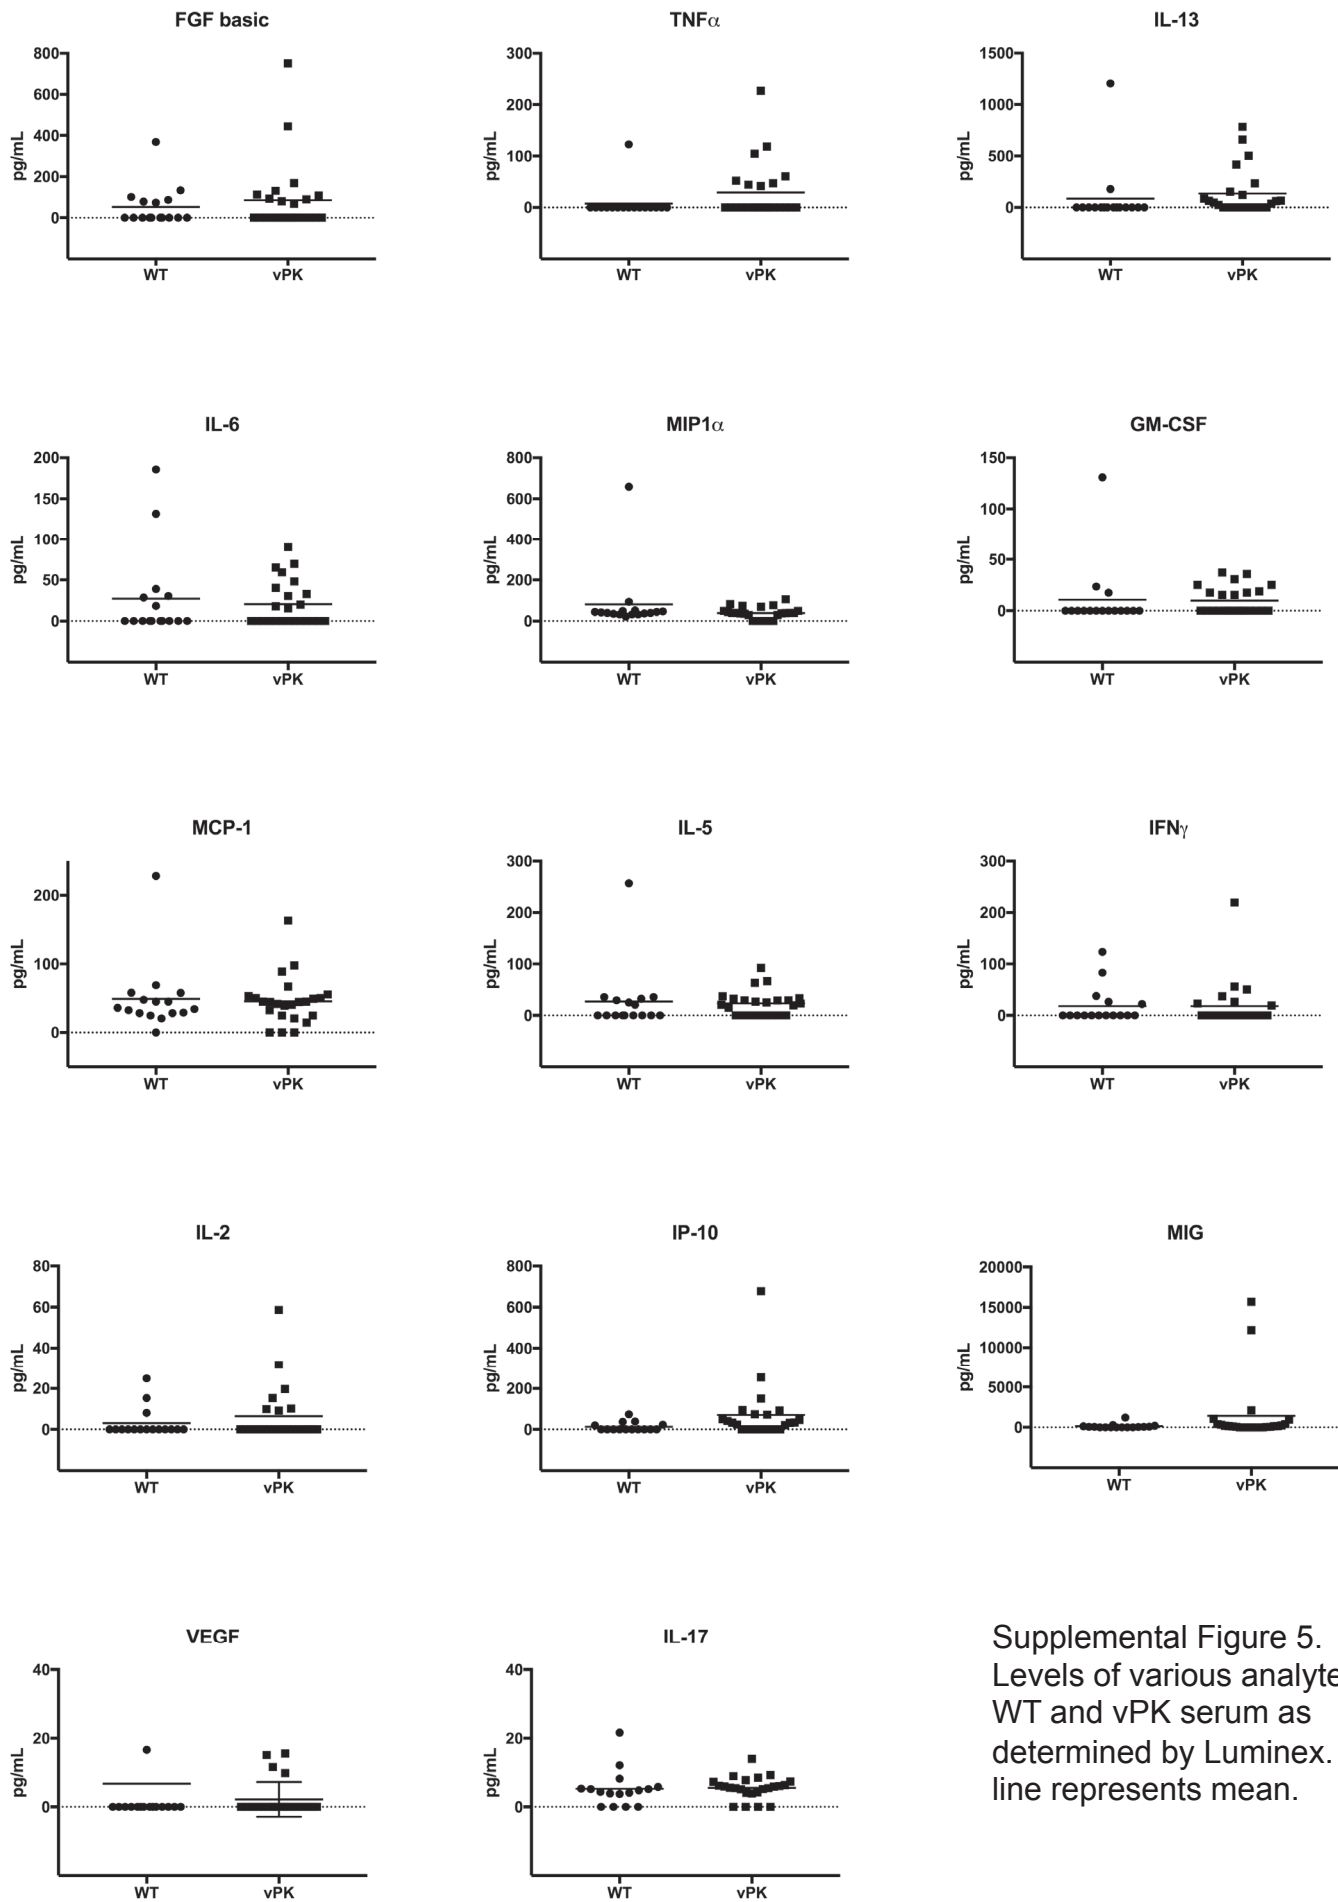 FGF basic
800
600
400
200
0
pg/mL
WT
vPK
TNFα
300
200
100
0
pg/mL
WT
vPK
IL-13
1500
1000
500
0
pg/mL
WT
vPK
IL-6
200
150
100
50
0
pg/mL
WT
vPK
MIP1α
800
600
400
200
0
pg/mL
WT
vPK
GM-CSF
150
100
50
0
pg/mL
WT
vPK
MCP-1
200
100
0
pg/mL
WT
vPK
IL-5
300
200
100
0
pg/mL
WT
vPK
IFNγ
300
200
100
0
pg/mL
WT
vPK
IL-2
80
60
40
20
0
pg/mL
WT
vPK
IP-10
800
600
400
200
0
pg/mL
WT
vPK
MIG
20000
15000
10000
5000
0
pg/mL
WT
vPK
VEGF
40
20
0
pg/mL
WT
vPK
IL-17
40
20
0
pg/mL
WT
vPK
Supplemental Figure 5.
Levels of various analyte
WT and vPK serum as
determined by Luminex.
line represents mean.